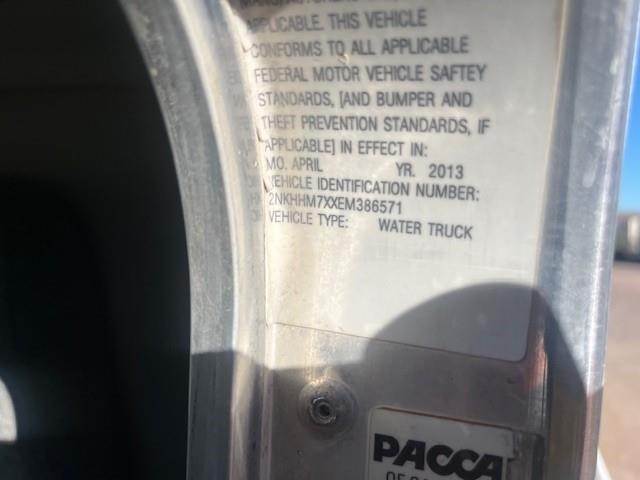 APPLICABLE. THIS VEHICLE
CONFORMS TO ALL APPLICABLE
FEDERAL MOTOR VEHICLE SAFTEY
STANDARDS, [AND BUMPER AND
THEFT PREVENTION STANDARDS, IF
APPLICABLE] IN EFFECT IN:
MO. APRIL YR. 2013
VEHICLE IDENTIFICATION NUMBER:
2NKHHM7XXEM386571
VEHICLE TYPE: WATER TRUCK
PACCA